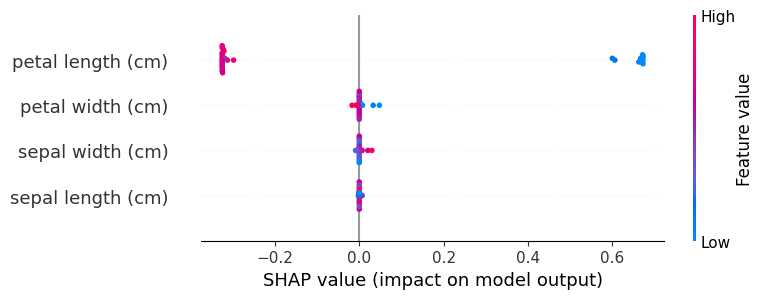 High
petal length (cm)
petal width (cm)
sepal width (cm)
sepal length (cm)
Feature value
Low
−0.2 0.0 0.2 0.4 0.6
SHAP value (impact on model output)